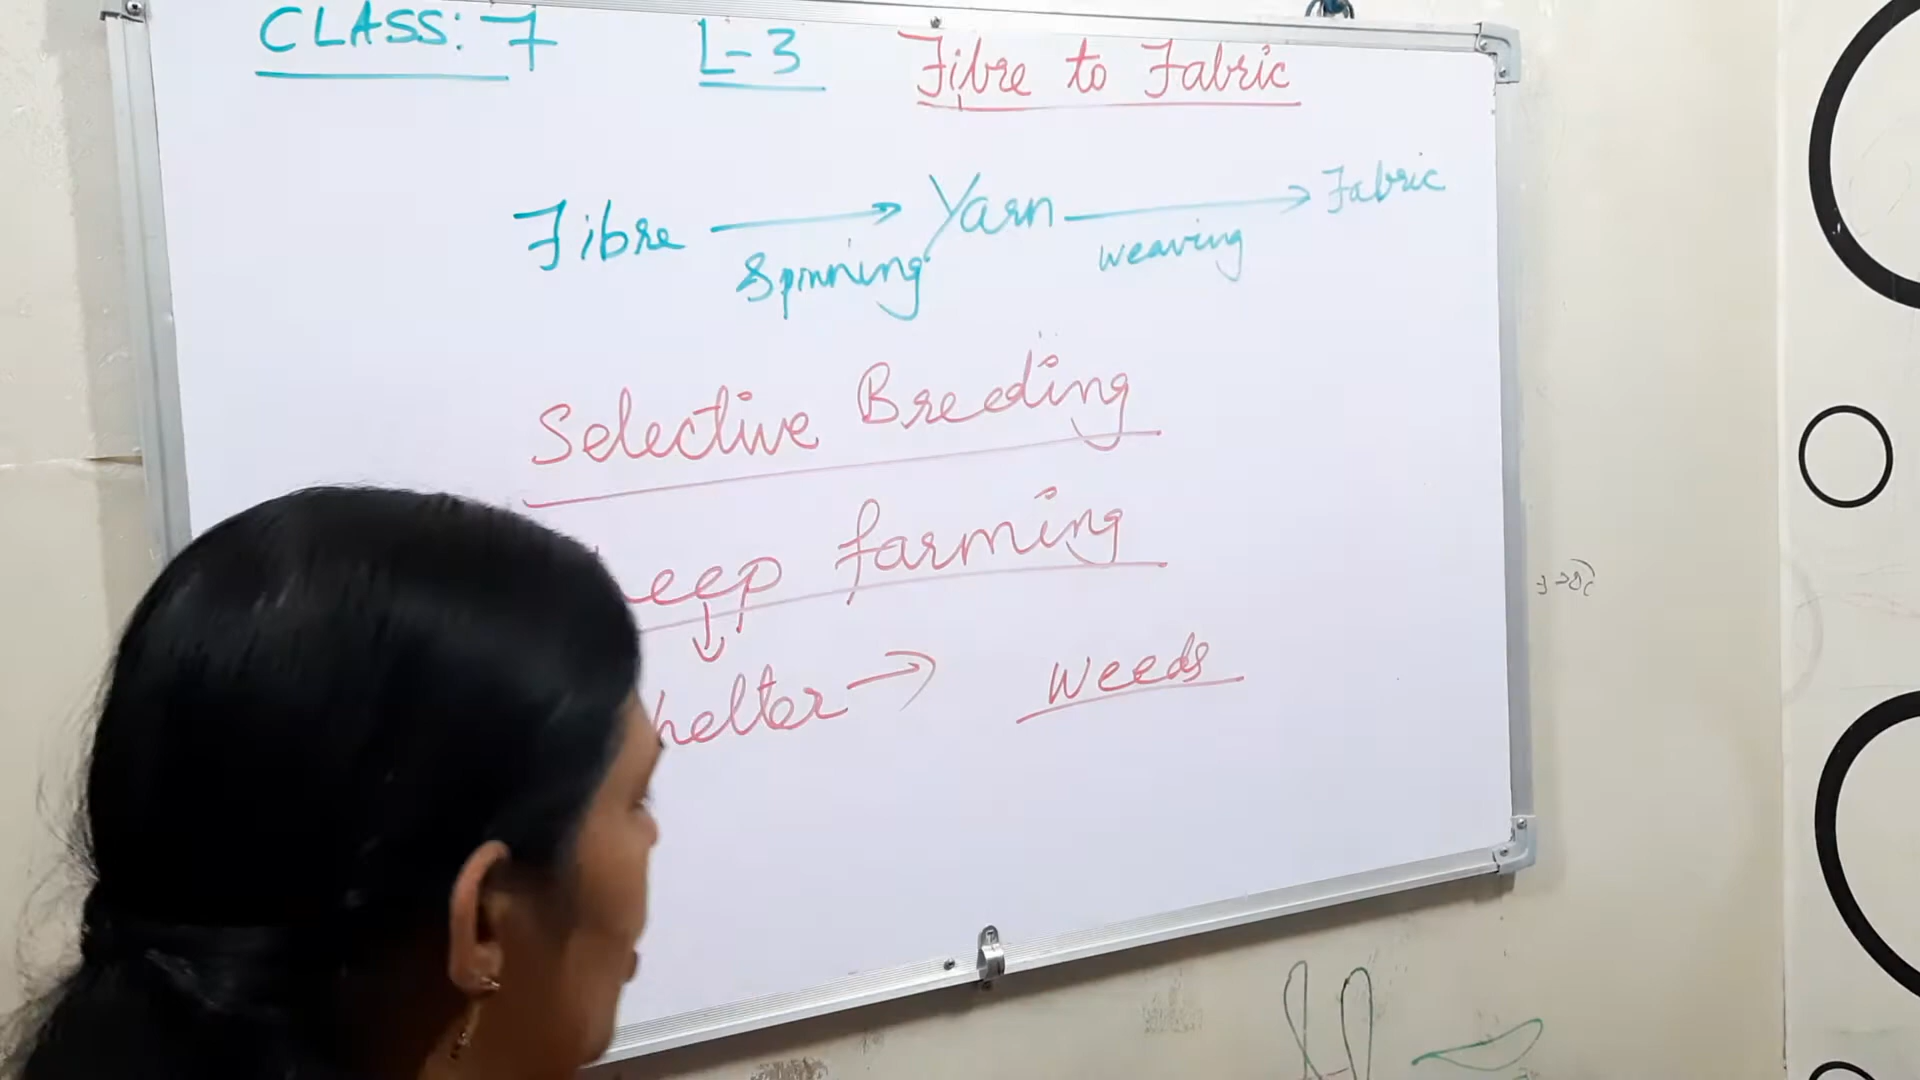 CLASS: 7 L-3 Fibre to Fabric
Fibre → Yarn → Fabric
Spinning weaving
Selective Breeding
eep farming
↓
helter → weeds